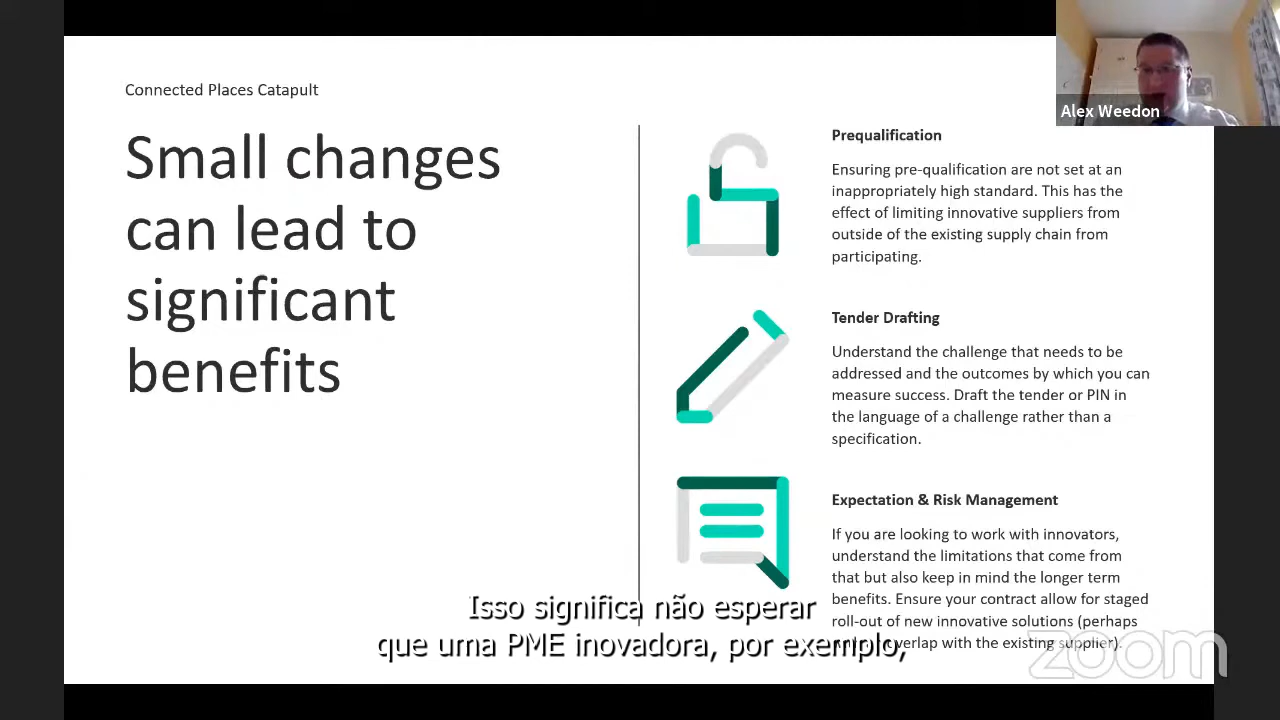 Connected Places Catapult
Small changes
can lead to
significant
benefits
Alex Weedon
Prequalification
Ensuring pre-qualification are not set at an
inappropriately high standard. This has the
effect of limiting innovative suppliers from
outside of the existing supply chain from
participating.
Tender Drafting
Understand the challenge that needs to be
addressed and the outcomes by which you can
measure success. Draft the tender or PIN in
the language of a challenge rather than a
specification.
Expectation & Risk Management
If you are looking to work with innovators,
understand the limitations that come from
that but also keep in mind the longer term
benefits. Ensure your contract allow for staged
roll-out of new innovative solutions (perhaps
overlap with the existing supplier).
Isso significa não esperar
que uma PME inovadora, por exemplo,
zoom